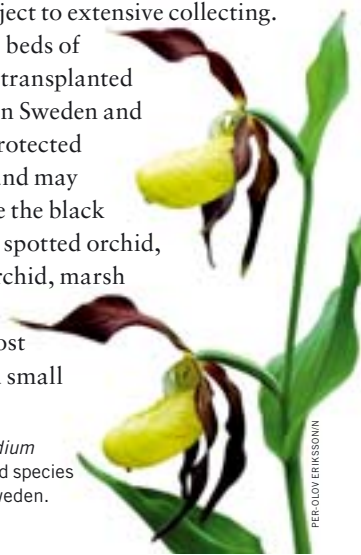 ject to extensive collecting.
beds of
transplanted
n Sweden and
rotected
and may
e the black
spotted orchid,
rchid, marsh
ost
small
dium
d species
weden.
PER-OLOV ERIKSSON/N